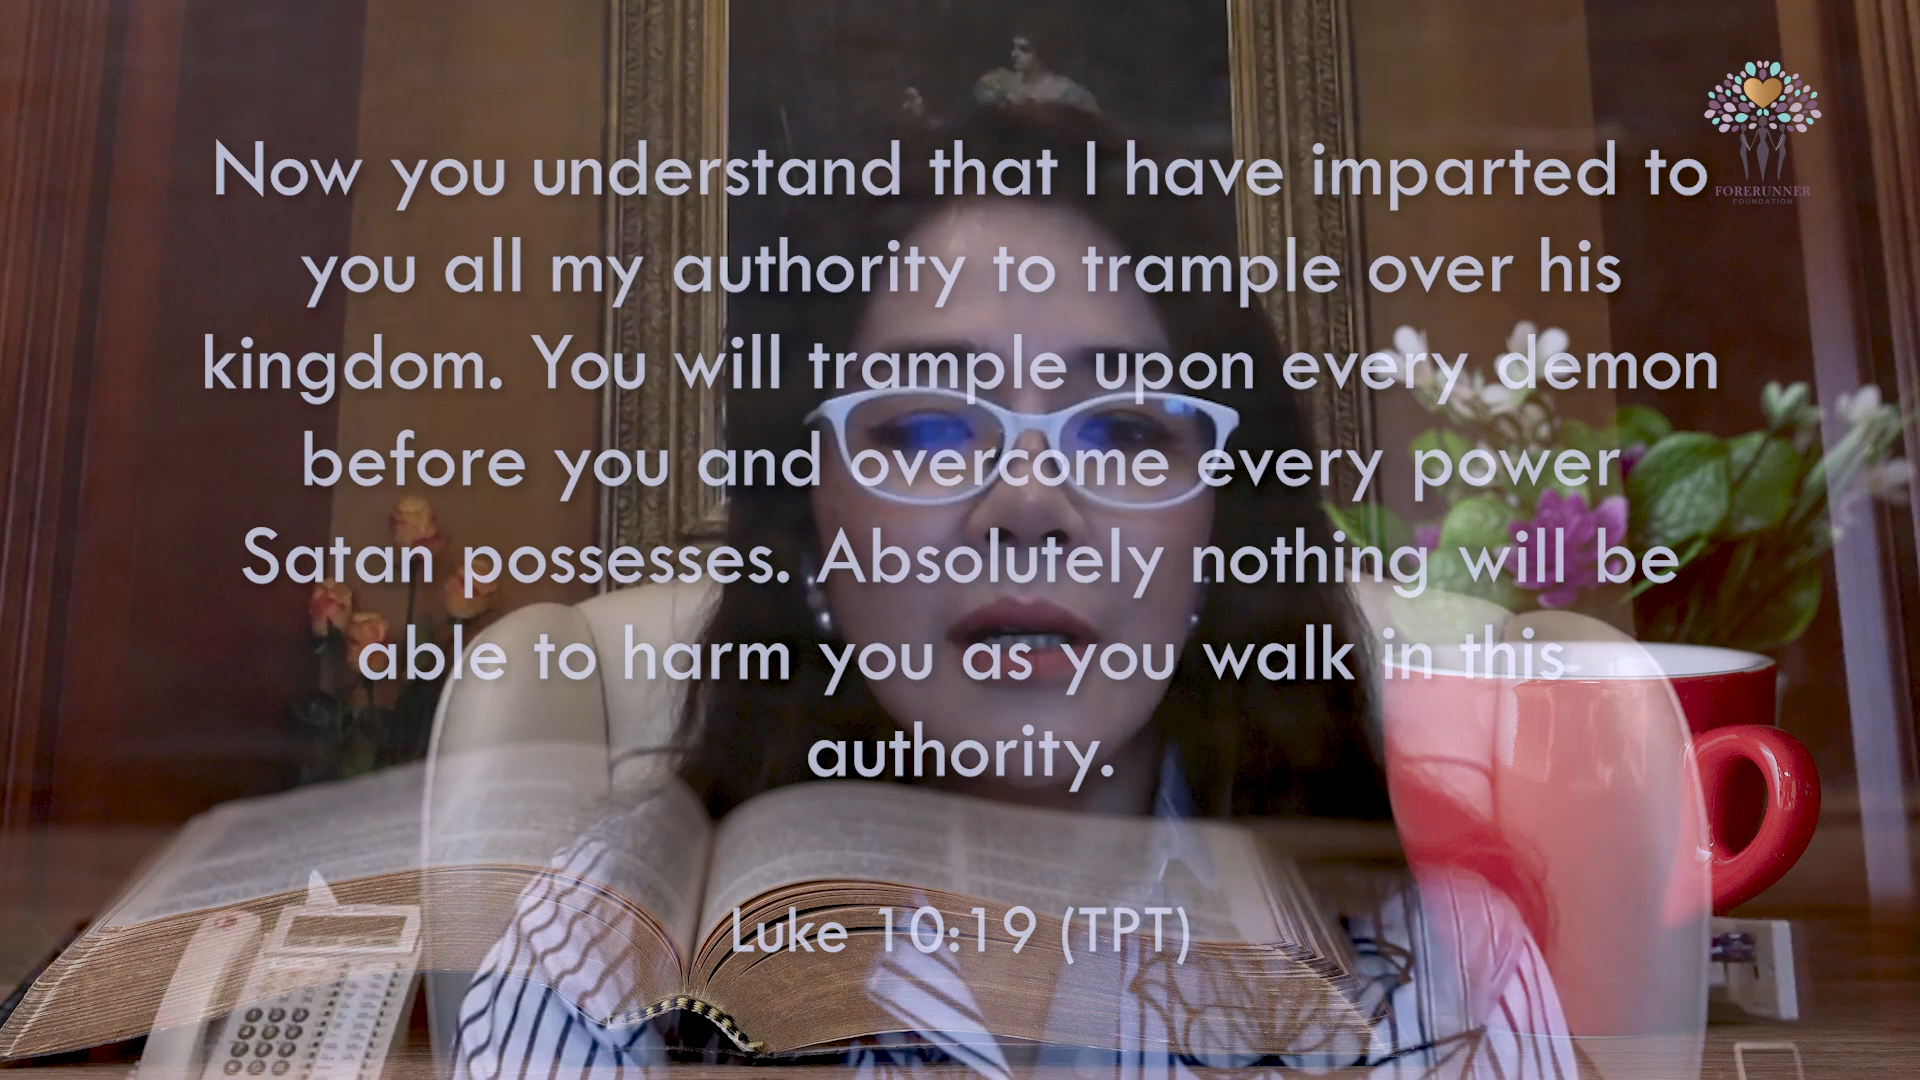 Now you understand that I have imparted to
you all my authority to trample over his
kingdom. You will trample upon every demon
before you and overcome every power
Satan possesses. Absolutely nothing will be
able to harm you as you walk in this
authority.
Luke 10:19 (TPT)
FORERUNNER
FOUNDATION